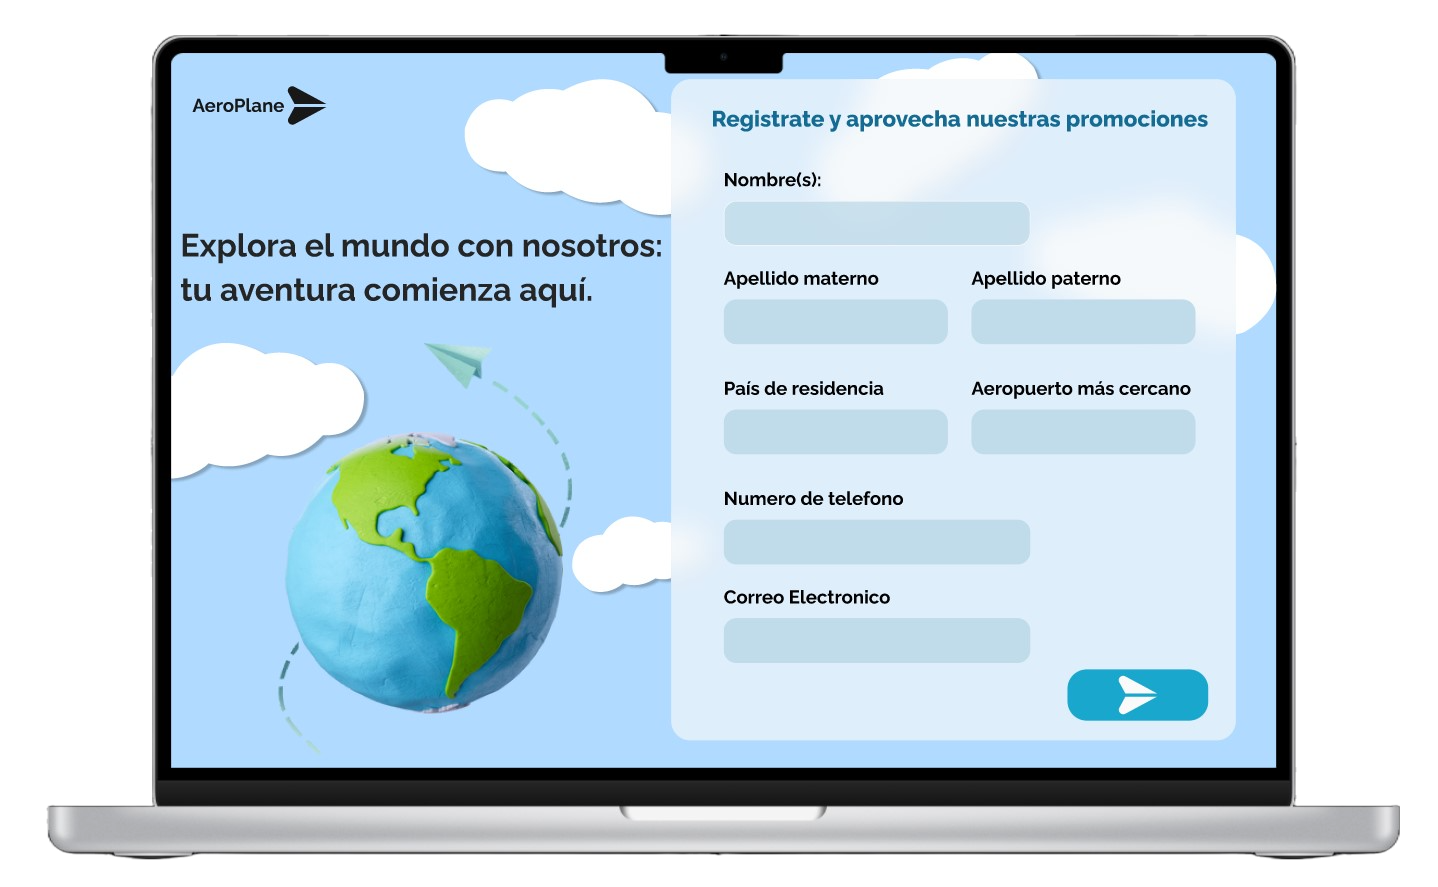 AeroPlane
Explora el mundo con nosotros:
tu aventura comienza aquí.
Registrate y aprovecha nuestras promociones
Nombre(s):
Apellido materno
Apellido paterno
País de residencia
Aeropuerto más cercano
Numero de telefono
Correo Electronico